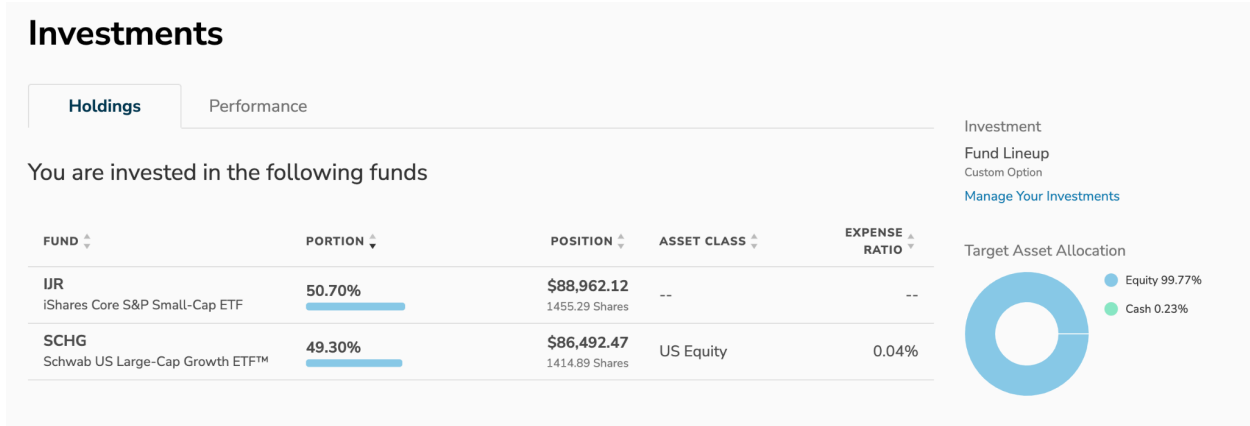 Investments
Holdings
Performance
You are invested in the following funds
FUND PORTION POSITION ASSET CLASS EXPENSE RATIO
IJR
iShares Core S&P Small-Cap ETF
50.70%
$88,962.12
1455.29 Shares
--
--
SCHG
Schwab US Large-Cap Growth ETF™
49.30%
$86,492.47
1414.89 Shares
US Equity
0.04%
Investment
Fund Lineup
Custom Option
Manage Your Investments
Target Asset Allocation
Equity 99.77%
Cash 0.23%